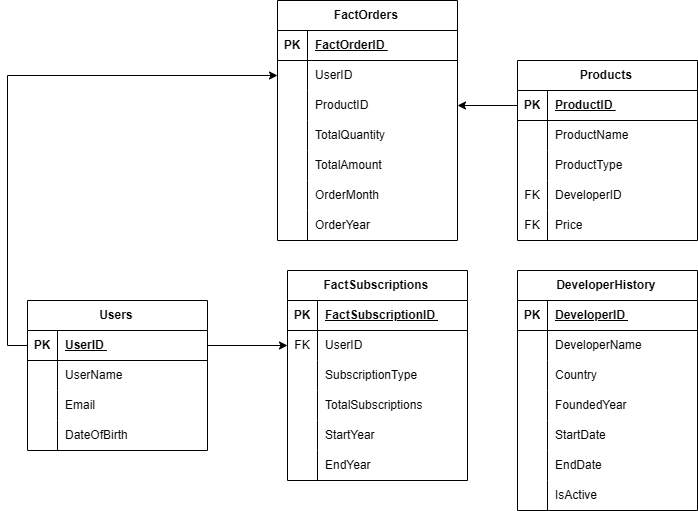 FactOrders
PK FactOrderID
UserID
ProductID
TotalQuantity
TotalAmount
OrderMonth
OrderYear
Products
PK ProductID
ProductName
ProductType
FK DeveloperID
FK Price
Users
PK UserID
UserName
Email
DateOfBirth
FactSubscriptions
PK FactSubscriptionID
FK UserID
SubscriptionType
TotalSubscriptions
StartYear
EndYear
DeveloperHistory
PK DeveloperID
DeveloperName
Country
FoundedYear
StartDate
EndDate
IsActive